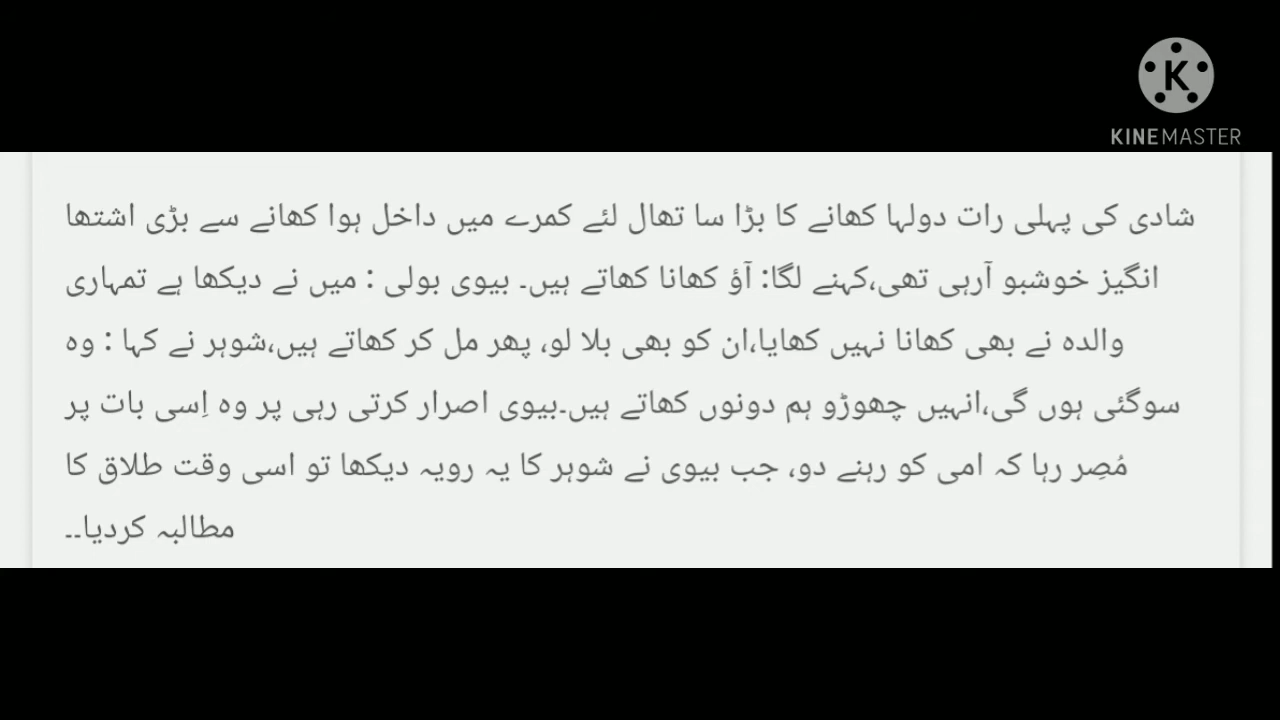 KINEMASTER
شادی کی پہلی رات دولہا کھانے کا بڑا سا تھال لئے کمرے میں داخل ہوا کھانے سے بڑی اشتھا
انگیز خوشبو آرہی تھی،کہنے لگا: آؤ کھانا کھاتے ہیں۔ بیوی بولی : میں نے دیکھا ہے تمہاری
والدہ نے بھی کھانا نہیں کھایا،ان کو بھی بلا لو، پھر مل کر کھاتے ہیں،شوہر نے کہا : وہ
سوگئی ہوں گی،انہیں چھوڑو ہم دونوں کھاتے ہیں۔بیوی اصرار کرتی رہی پر وہ اِسی بات پر
مُصِر رہا کہ امی کو رہنے دو، جب بیوی نے شوہر کا یہ رویہ دیکھا تو اسی وقت طلاق کا
مطالبہ کردیا۔۔